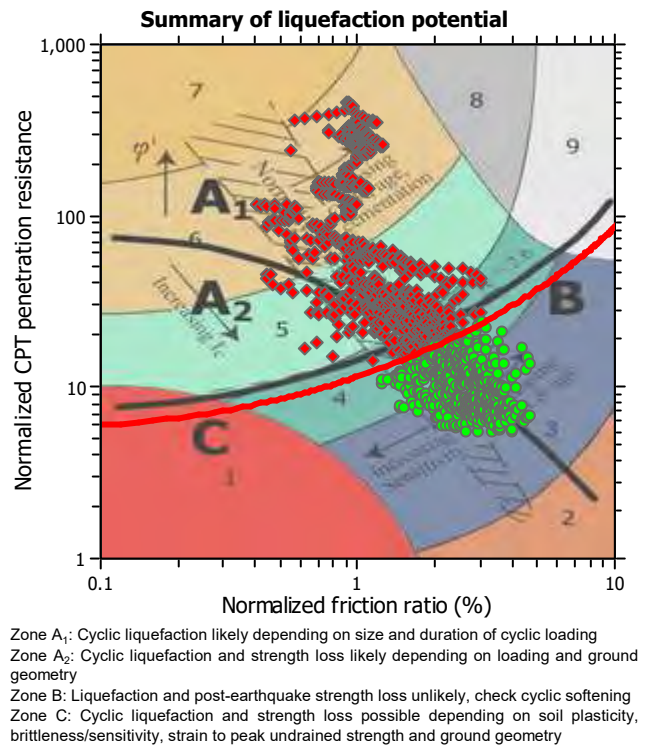 Summary of liquefaction potential
1,000
7
8
9
φ'
A1
6
A2
Increasing Ic
5
B
100
10
4
C
Increasing
sensitivity
3
1
2
1
0.1
1
10
Normalized CPT penetration resistance
Normalized friction ratio (%)
Zone A1: Cyclic liquefaction likely depending on size and duration of cyclic loading
Zone A2: Cyclic liquefaction and strength loss likely depending on loading and ground
geometry
Zone B: Liquefaction and post-earthquake strength loss unlikely, check cyclic softening
Zone C: Cyclic liquefaction and strength loss possible depending on soil plasticity,
brittleness/sensitivity, strain to peak undrained strength and ground geometry